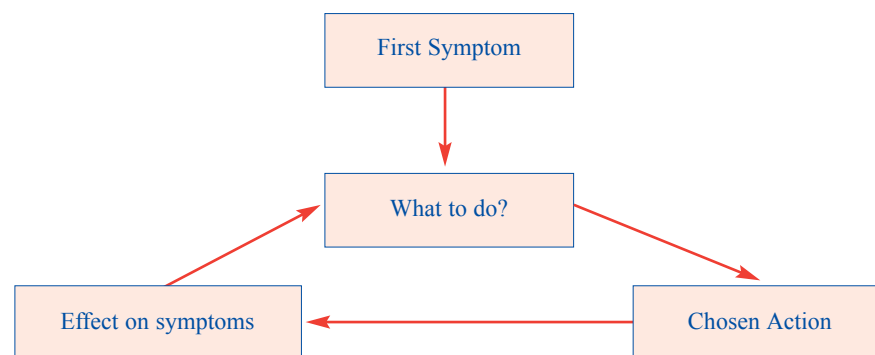 First Symptom
What to do?
Effect on symptoms
Chosen Action